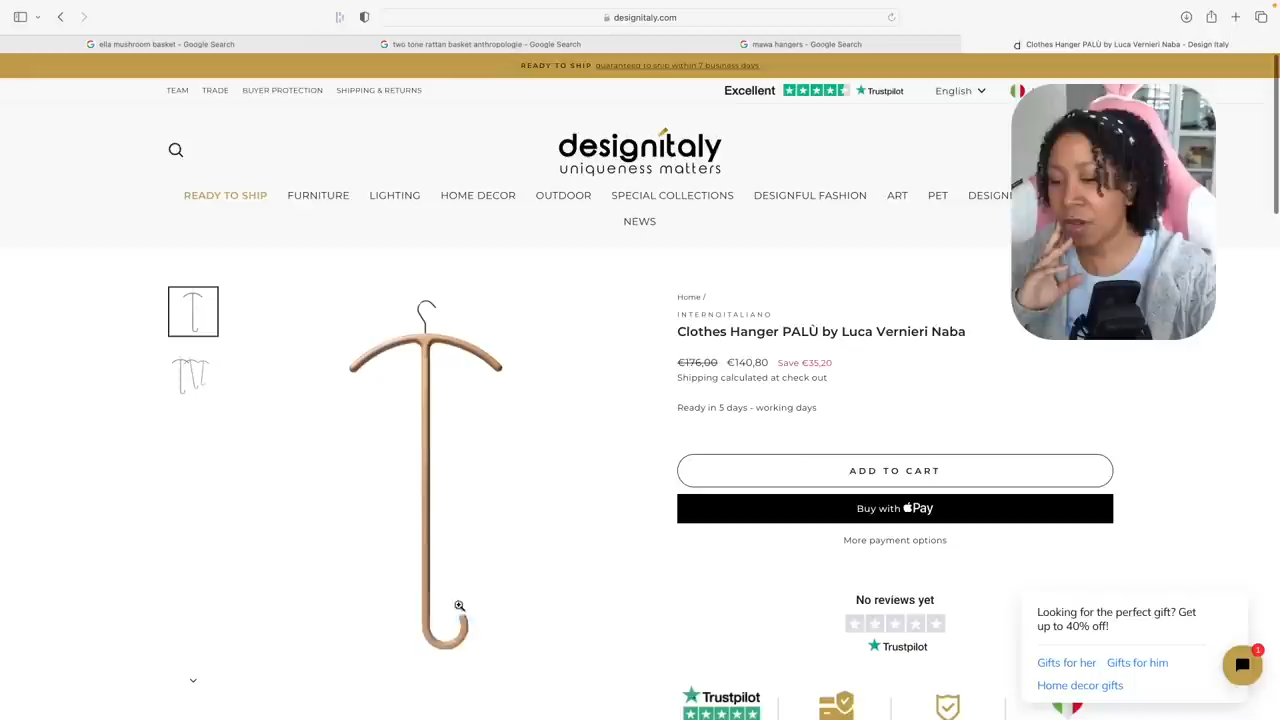 designitaly.com
ella mushroom basket – Google Search
two tone rattan basket anthropologie – Google Search
mawa hangers – Google Search
Clothes Hanger PALÙ by Luca Vernieri Naba – Design Italy
READY TO SHIP guaranteed to ship within 7 business days
TEAM TRADE BUYER PROTECTION SHIPPING & RETURNS
Excellent Trustpilot English
designitaly
uniqueness matters
READY TO SHIP FURNITURE LIGHTING HOME DECOR OUTDOOR SPECIAL COLLECTIONS DESIGNFUL FASHION ART PET DESIGN
NEWS
Home /
INTERNOITALIANO
Clothes Hanger PALÙ by Luca Vernieri Naba
€176,00 €140,80 Save €35,20
Shipping calculated at check out
Ready in 5 days - working days
ADD TO CART
Buy with Pay
More payment options
No reviews yet
Trustpilot
Trustpilot
Looking for the perfect gift? Get
up to 40% off!
Gifts for her Gifts for him
Home decor gifts
1